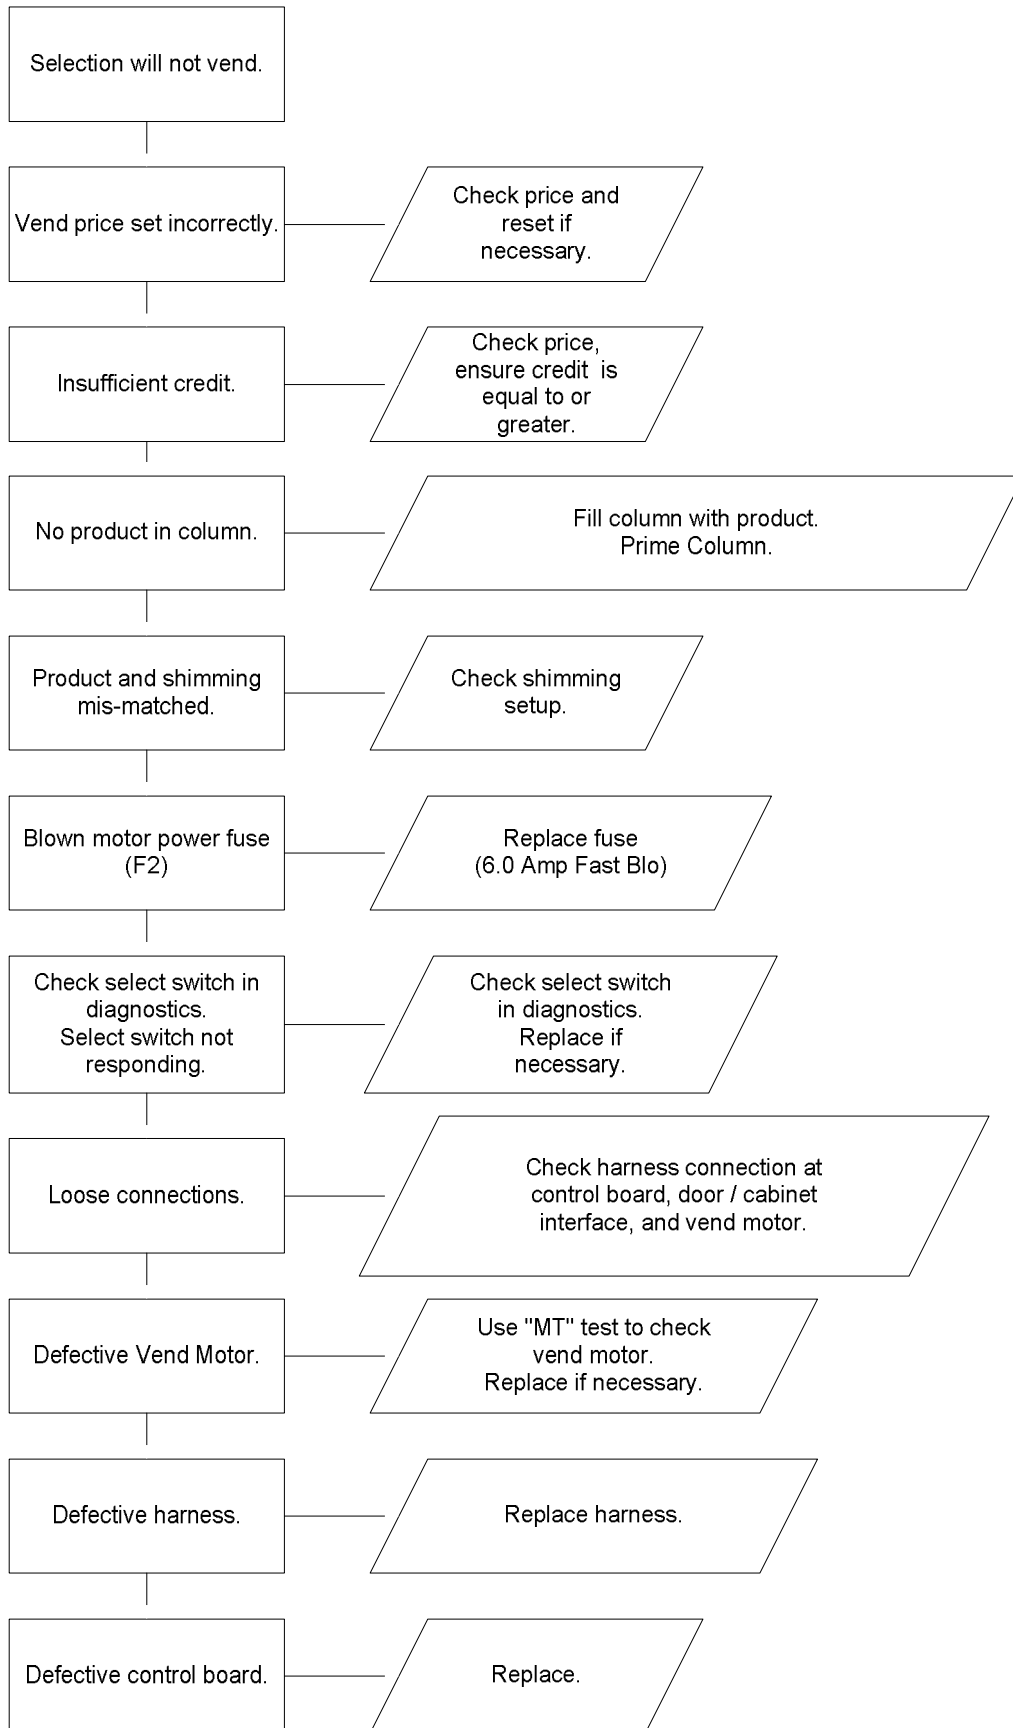 Selection will not vend.
Vend price set incorrectly.
Check price and
reset if
necessary.
Insufficient credit.
Check price,
ensure credit  is
equal to or
greater.
No product in column.
Fill column with product.
Prime Column.
Product and shimming
mis-matched.
Check shimming
setup.
Blown motor power fuse
(F2)
Replace fuse
(6.0 Amp Fast Blo)
Check select switch in
diagnostics.
Select switch not
responding.
Check select switch
in diagnostics.
Replace if
necessary.
Loose connections.
Check harness connection at
control board, door / cabinet
interface, and vend motor.
Defective Vend Motor.
Use "MT" test to check
vend motor.
Replace if necessary.
Defective harness.
Replace harness.
Defective control board.
Replace.